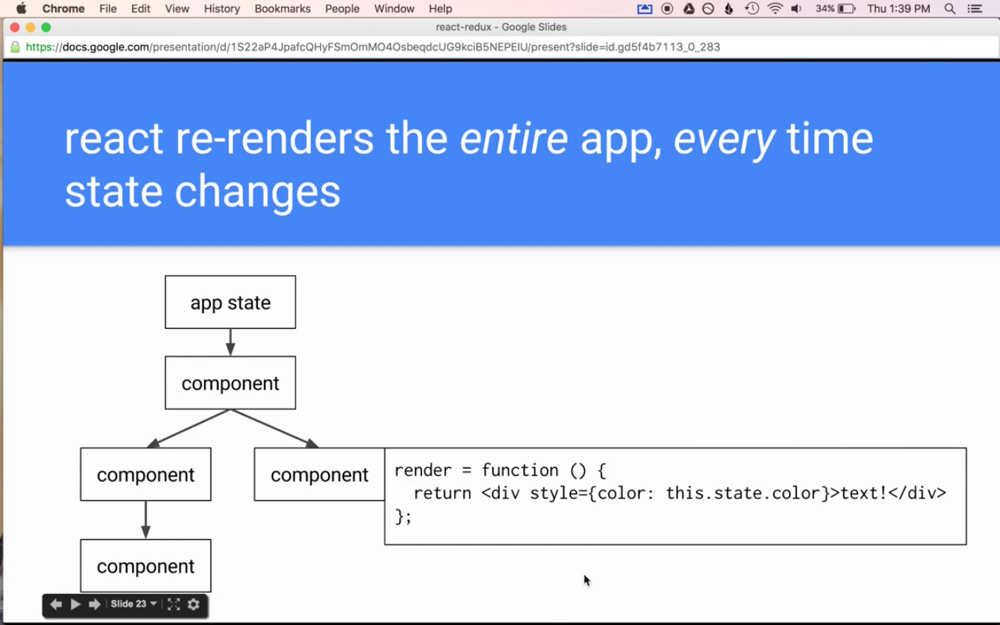 Chrome File Edit View History Bookmarks People Window Help 34% Thu 1:39 PM
react-redux - Google Slides
https://docs.google.com/presentation/d/1S22aP4JpafcQHyFSmOmMO4OsbeqdcUG9kciB5NEPEIU/present?slide=id.gd5f4b7113_0_283
react re-renders the entire app, every time
state changes
app state
component
component
component
render = function () {
return <div style={color: this.state.color}>text!</div>
};
component
Slide 23